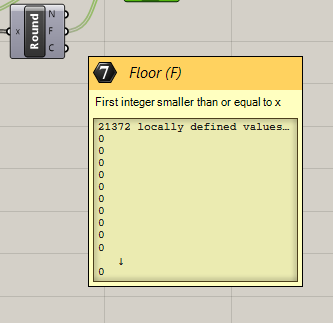 N
x
Round
F
C
7
Floor (F)
First integer smaller than or equal to x
21372 locally defined values…
0
0
0
0
0
0
0
0
0
0
↓
0